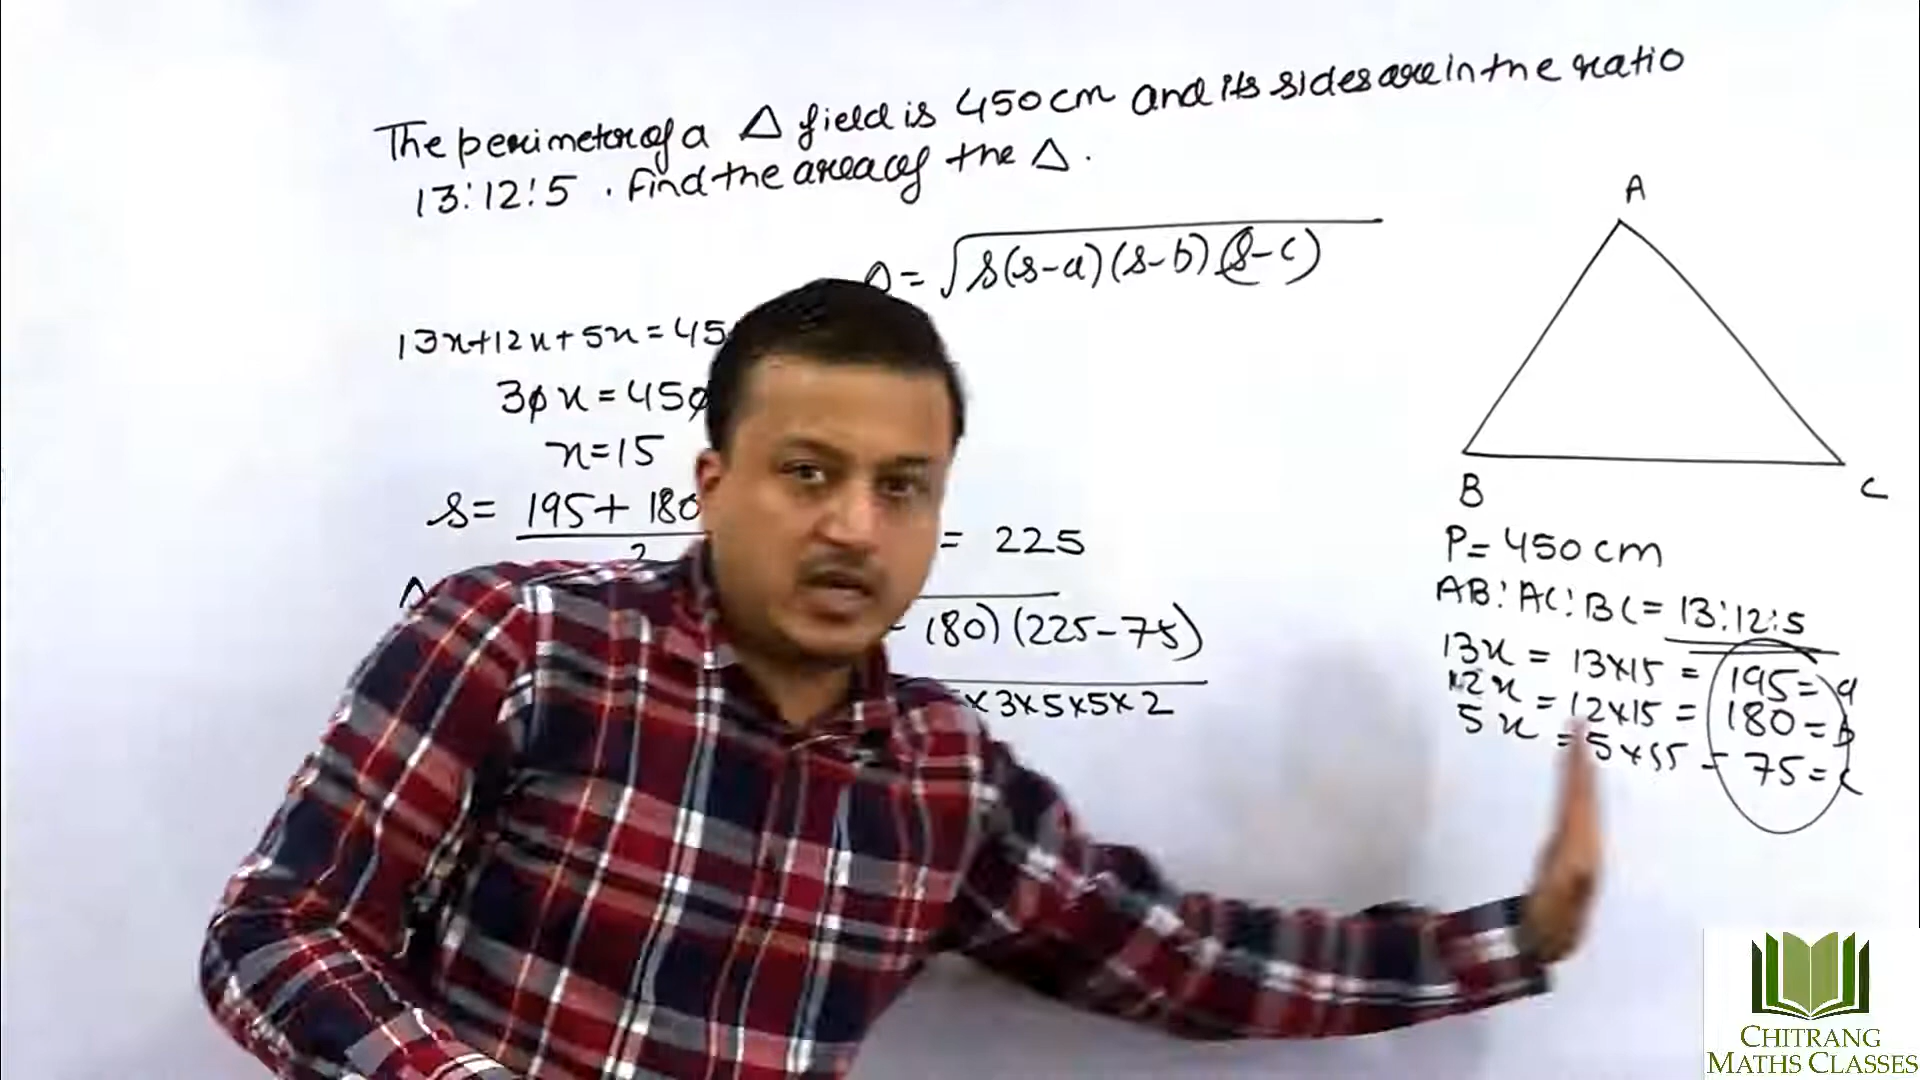 The perimeter of a △ field is 450 cm and its sides are in the ratio
13:12:5 . Find the area of the △ .
A
= √s(s-a)(s-b)(s-c)
13x+12x+5x=45
30x=450
x=15
s= 195+180
2
= 225
180)(225-75)
×3×5×5×2
B
C
P= 450 cm
AB:AC:BC= 13:12:5
13x = 13×15 = 195= a
12x = 12×15 = 180= b
5x = 5×15 = 75= c
CHITRANG
MATHS CLASSES